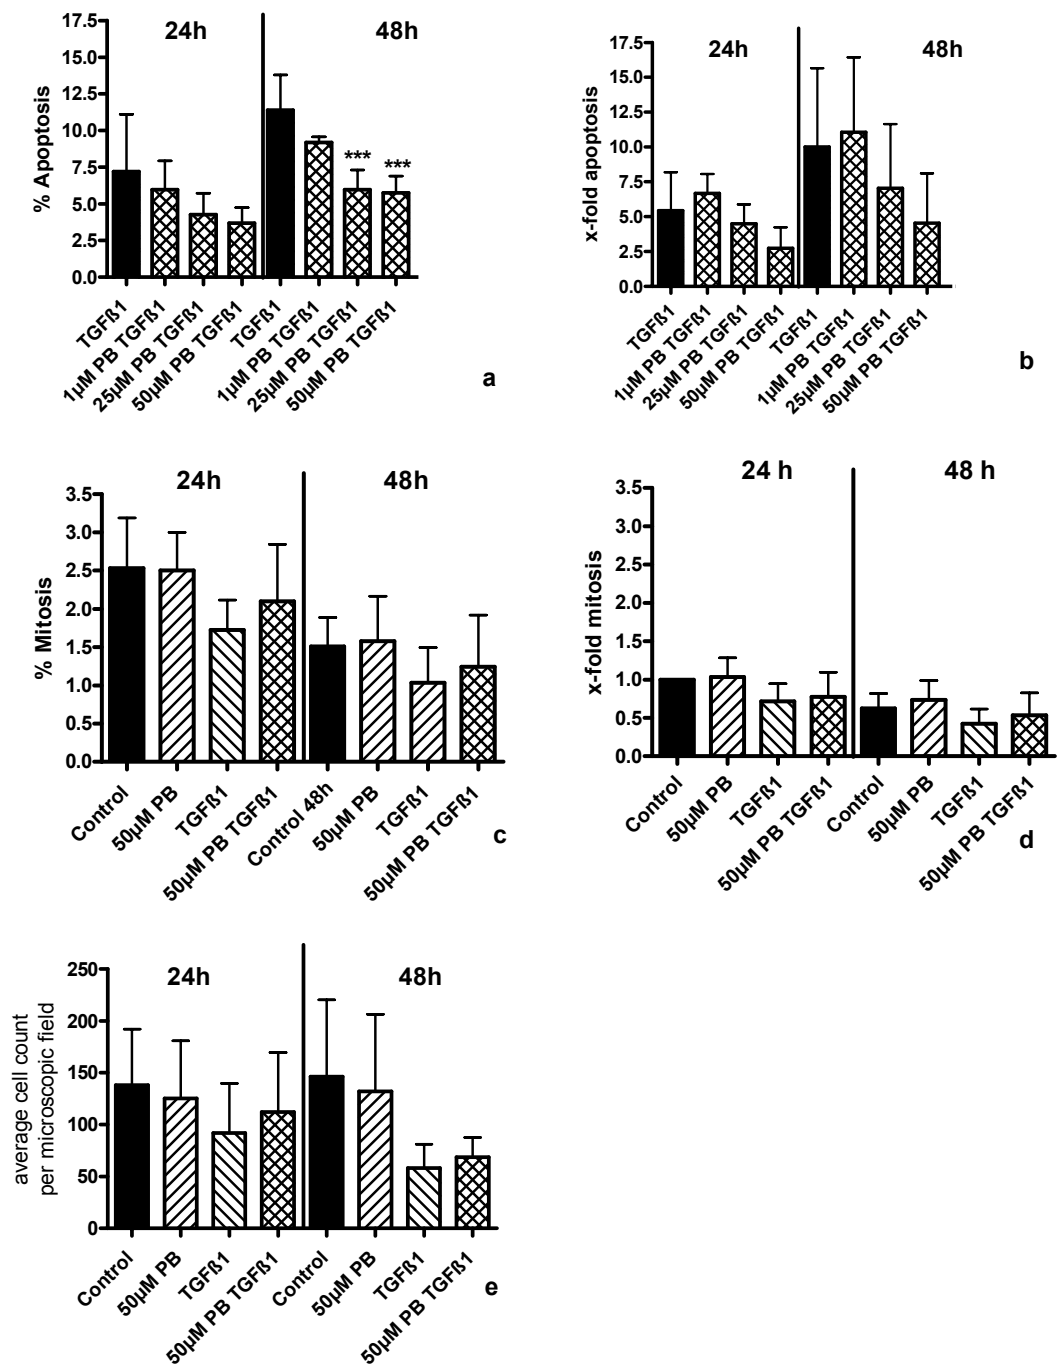 24h
48h
% Apoptosis
17.5
15.0
12.5
10.0
7.5
5.0
2.5
0.0
***
***
TGFß1
1µM PB TGFß1
25µM PB TGFß1
50µM PB TGFß1
TGFß1
1µM PB TGFß1
25µM PB TGFß1
50µM PB TGFß1
a
24h
48h
x-fold apoptosis
17.5
15.0
12.5
10.0
7.5
5.0
2.5
0.0
TGFß1
1µM PB TGFß1
25µM PB TGFß1
50µM PB TGFß1
TGFß1
1µM PB TGFß1
25µM PB TGFß1
50µM PB TGFß1
b
24h
48h
% Mitosis
3.5
3.0
2.5
2.0
1.5
1.0
0.5
0.0
Control
50µM PB
TGFß1
50µM PB TGFß1
Control 48h
50µM PB
TGFß1
50µM PB TGFß1
c
24 h
48 h
x-fold mitosis
3.5
3.0
2.5
2.0
1.5
1.0
0.5
0.0
Control
50µM PB
TGFß1
50µM PB TGFß1
Control
50µM PB
TGFß1
50µM PB TGFß1
d
24h
48h
average cell count
per microscopic field
250
200
150
100
50
0
Control
50µM PB
TGFß1
50µM PB TGFß1
Control
50µM PB
TGFß1
50µM PB TGFß1
e